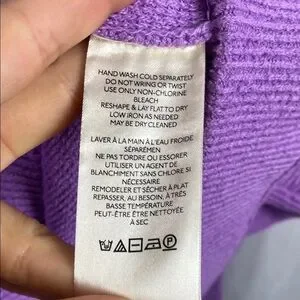 HAND WASH COLD SEPARATELY
DO NOT WRING OR TWIST
USE ONLY NON-CHLORINE
BLEACH
RESHAPE & LAY FLAT TO DRY
LOW IRON AS NEEDED
MAY BE DRY CLEANED
LAVER À LA MAIN À L'EAU FROIDE
SÉPARÉMEN
NE PAS TORDRE OU ESSORER
UTILISER UN AGENT DE
BLANCHIMENT SANS CHLORE SI
NÉCESSAIRE
REMODELER ET SÉCHER À PLAT
REPASSER, AU BESOIN, À TRÈS
BASSE TEMPÉRATURE
PEUT-ÊTRE ÊTRE NETTOYÉE
À SEC